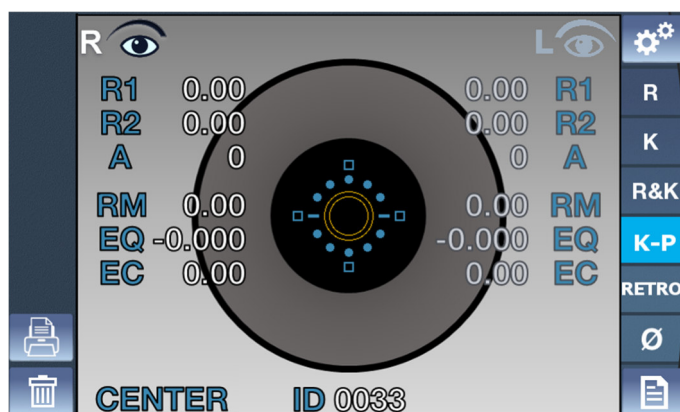 R L
R1 0.00 0.00 R1
R2 0.00 0.00 R2
A 0 0 A
RM 0.00 0.00 RM
EQ -0.000 -0.000 EQ
EC 0.00 0.00 EC
CENTER ID 0033
R
K
R&K
K-P
RETRO
Ø